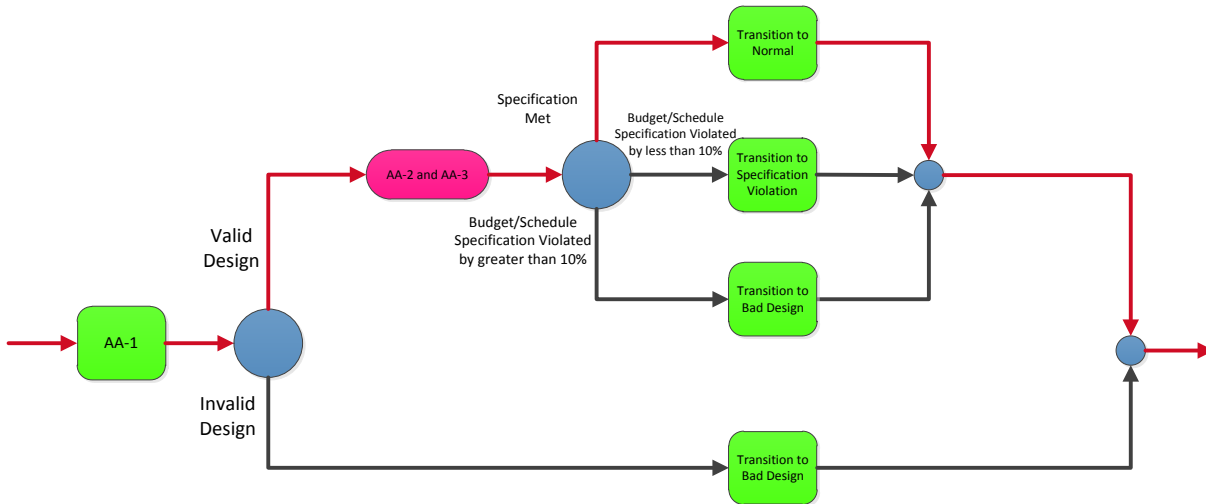 Transition to
Normal
Specification
Met
Budget/Schedule
Specification Violated
by less than 10%
Transition to
Specification
Violation
AA-2 and AA-3
Budget/Schedule
Specification Violated
by greater than 10%
Valid
Design
Transition to
Bad Design
AA-1
Invalid
Design
Transition to
Bad Design